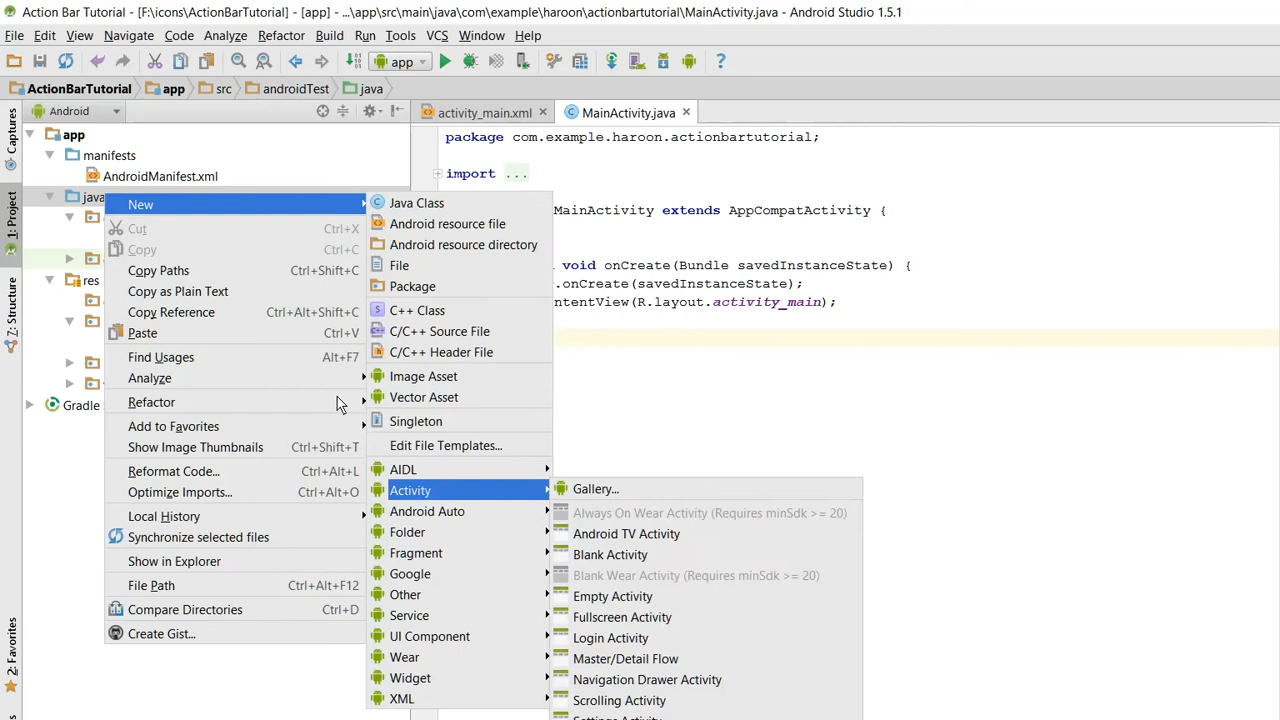 Action Bar Tutorial - [F:\icons\ActionBarTutorial] - [app] - ...\app\src\main\java\com\example\haroon\actionbartutorial\MainActivity.java - Android Studio 1.5.1
File Edit View Navigate Code Analyze Refactor Build Run Tools VCS Window Help
app
ActionBarTutorial app src androidTest java
Android
activity_main.xml MainActivity.java
Captures
1: Project
7: Structure
2: Favorites
app
manifests
AndroidManifest.xml
java
res
Gradle
package com.example.haroon.actionbartutorial;
import ...
MainActivity extends AppCompatActivity {
void onCreate(Bundle savedInstanceState) {
.onCreate(savedInstanceState);
ontentView(R.layout.activity_main);
New
Cut Ctrl+X
Copy Ctrl+C
Copy Paths Ctrl+Shift+C
Copy as Plain Text
Copy Reference Ctrl+Alt+Shift+C
Paste Ctrl+V
Find Usages Alt+F7
Analyze
Refactor
Add to Favorites
Show Image Thumbnails Ctrl+Shift+T
Reformat Code... Ctrl+Alt+L
Optimize Imports... Ctrl+Alt+O
Local History
Synchronize selected files
Show in Explorer
File Path Ctrl+Alt+F12
Compare Directories Ctrl+D
Create Gist...
Java Class
Android resource file
Android resource directory
File
Package
C++ Class
C/C++ Source File
C/C++ Header File
Image Asset
Vector Asset
Singleton
Edit File Templates...
AIDL
Activity
Android Auto
Folder
Fragment
Google
Other
Service
UI Component
Wear
Widget
XML
Gallery...
Always On Wear Activity (Requires minSdk >= 20)
Android TV Activity
Blank Activity
Blank Wear Activity (Requires minSdk >= 20)
Empty Activity
Fullscreen Activity
Login Activity
Master/Detail Flow
Navigation Drawer Activity
Scrolling Activity
Settings Activity